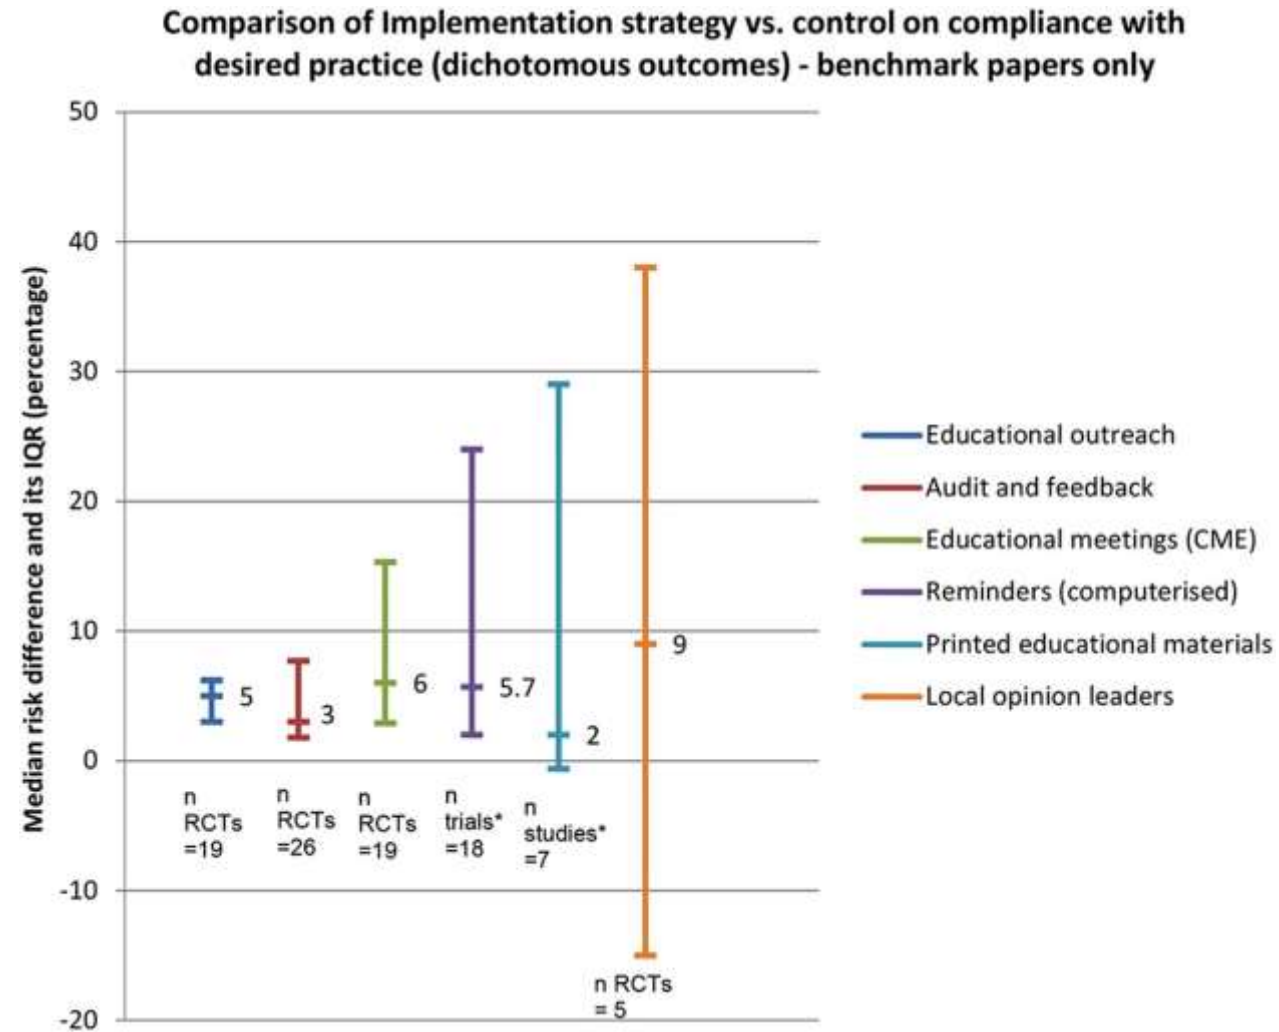 Comparison of Implementation strategy vs. control on compliance with
desired practice (dichotomous outcomes) - benchmark papers only
Median risk difference and its IQR (percentage)
50
40
30
20
10
0
-10
-20
5
3
6
5.7
2
9
n
RCTs
=19
n
RCTs
=26
n
RCTs
=19
n
trials*
=18
n
studies*
=7
n RCTs
= 5
Educational outreach
Audit and feedback
Educational meetings (CME)
Reminders (computerised)
Printed educational materials
Local opinion leaders